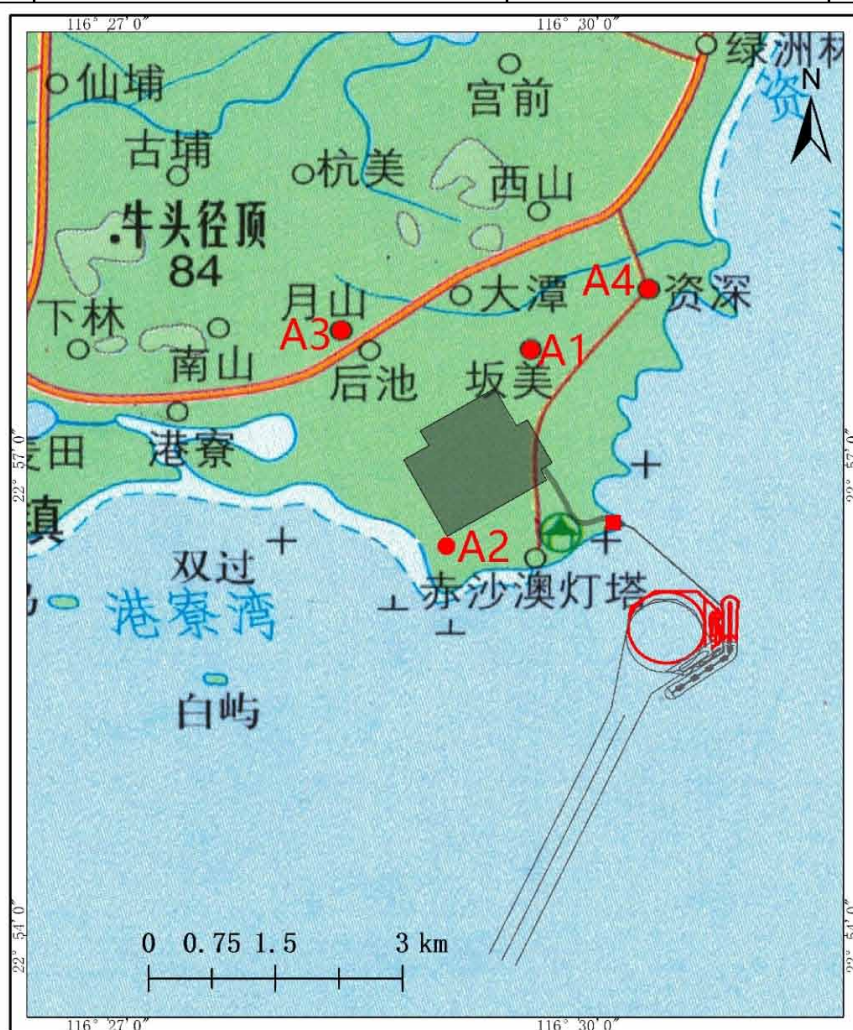 116° 27′ 0″
116° 30′ 0″
绿洲林
仙埔
宫前
资
N
古埔
杭美
西山
.牛头径顶
84
大潭
A4
资深
月山
下林
A3
A1
南山
后池
坂美
22° 57′ 0″
22° 57′ 0″
麦田
港寮
镇
A2
双过
赤沙澳灯塔
港寮湾
白屿
22° 54′ 0″
22° 54′ 0″
0 0.75 1.5 3 km
116° 27′ 0″
116° 30′ 0″